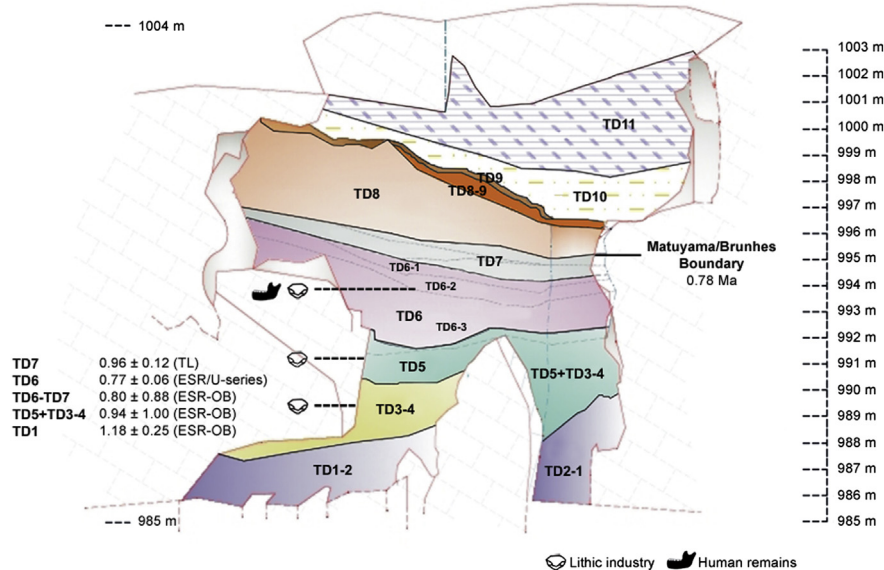 1004 m
1003 m
1002 m
1001 m
1000 m
999 m
998 m
997 m
996 m
995 m
994 m
993 m
992 m
991 m
990 m
989 m
988 m
987 m
986 m
985 m
TD11
TD9
TD8-9
TD10
TD8
TD7
Matuyama/Brunhes
Boundary
0.78 Ma
TD6-1
TD6-2
TD6
TD6-3
TD5
TD5+TD3-4
TD3-4
TD1-2
TD2-1
TD7 0.96 ± 0.12 (TL)
TD6 0.77 ± 0.06 (ESR/U-series)
TD6-TD7 0.80 ± 0.88 (ESR-OB)
TD5+TD3-4 0.94 ± 1.00 (ESR-OB)
TD1 1.18 ± 0.25 (ESR-OB)
985 m
Lithic industry Human remains